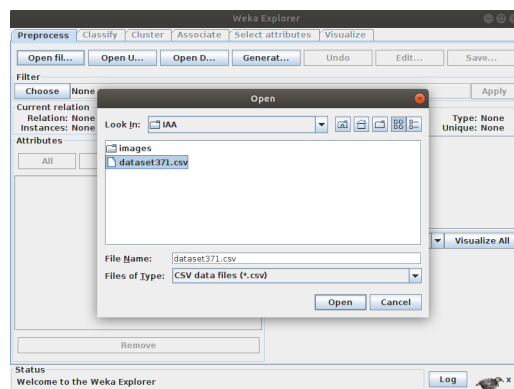 Weka Explorer
Preprocess Classify Cluster Associate Select attributes Visualize
Open fil... Open U... Open D... Generat... Undo Edit... Save...
Filter
Choose None Apply
Open
Current relation
Relation: None Type: None
Instances: None Unique: None
Look In: IAA
Attributes
All
images
dataset371.csv
Visualize All
File Name: dataset371.csv
Files of Type: CSV data files (*.csv)
Open Cancel
Remove
Status
Welcome to the Weka Explorer Log x